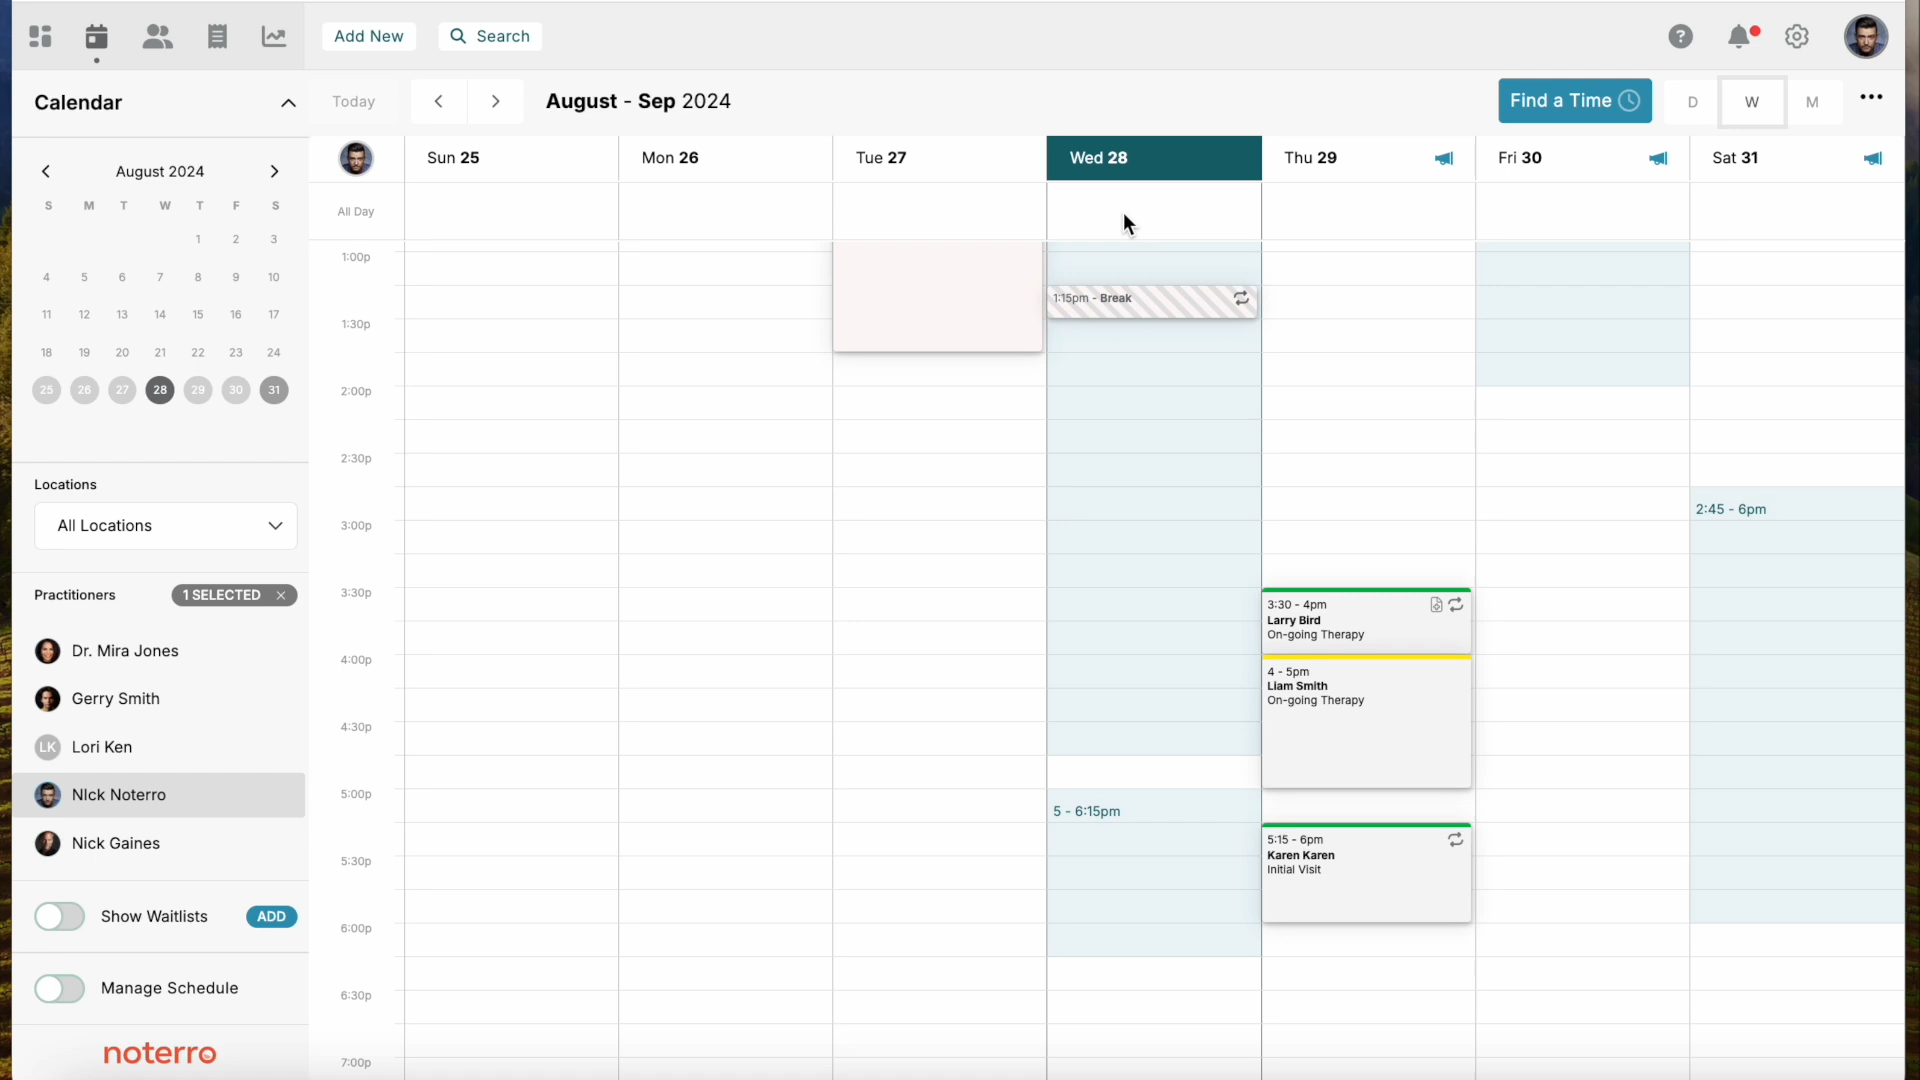 Add New
Search
Calendar
Today
August - Sep 2024
Find a Time
D
W
M
August 2024
S M T W T F S
1 2 3
4 5 6 7 8 9 10
11 12 13 14 15 16 17
18 19 20 21 22 23 24
25 26 27 28 29 30 31
Locations
All Locations
Practitioners
1 SELECTED
Dr. Mira Jones
Gerry Smith
LK
Lori Ken
NIck Noterro
Nick Gaines
Show Waitlists
ADD
Manage Schedule
noterro
Sun 25
Mon 26
Tue 27
Wed 28
Thu 29
Fri 30
Sat 31
All Day
1:00p
1:30p
2:00p
2:30p
3:00p
3:30p
4:00p
4:30p
5:00p
5:30p
6:00p
6:30p
7:00p
1:15pm - Break
5 - 6:15pm
3:30 - 4pm
Larry Bird
On-going Therapy
4 - 5pm
Liam Smith
On-going Therapy
5:15 - 6pm
Karen Karen
Initial Visit
2:45 - 6pm